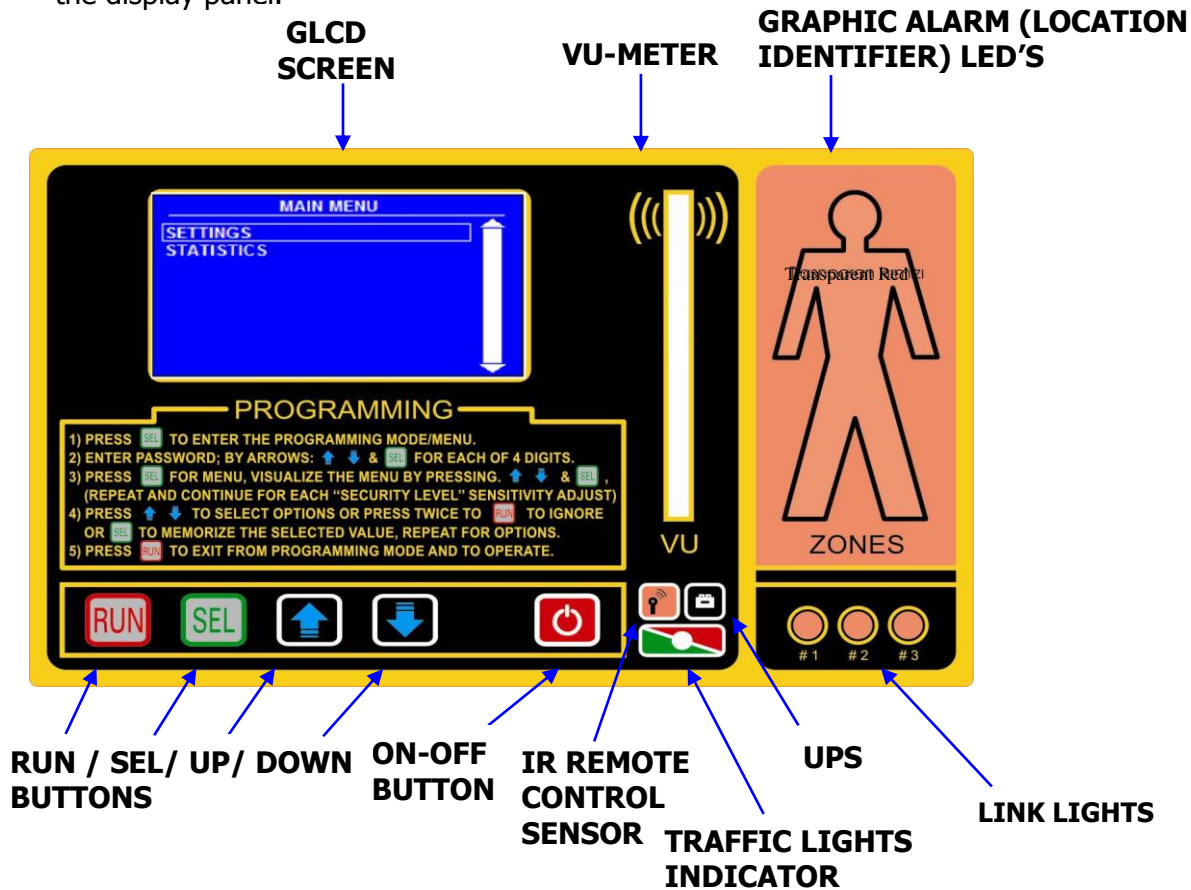 the display panel.
GLCD
SCREEN
VU-METER
GRAPHIC ALARM (LOCATION
IDENTIFIER) LED’S
MAIN MENU
SETTINGS
STATISTICS
Transparent Red
PROGRAMMING
1) PRESS SEL TO ENTER THE PROGRAMMING MODE/MENU.
2) ENTER PASSWORD; BY ARROWS: & SEL FOR EACH OF 4 DIGITS.
3) PRESS SEL FOR MENU, VISUALIZE THE MENU BY PRESSING. & SEL ,
(REPEAT AND CONTINUE FOR EACH “SECURITY LEVEL” SENSITIVITY ADJUST)
4) PRESS TO SELECT OPTIONS OR PRESS TWICE TO RUN TO IGNORE
OR SEL TO MEMORIZE THE SELECTED VALUE, REPEAT FOR OPTIONS.
5) PRESS RUN TO EXIT FROM PROGRAMMING MODE AND TO OPERATE.
VU
ZONES
RUN
SEL
#1 #2 #3
RUN / SEL/ UP/ DOWN
BUTTONS
ON-OFF
BUTTON
IR REMOTE
CONTROL
SENSOR
UPS
TRAFFIC LIGHTS
INDICATOR
LINK LIGHTS